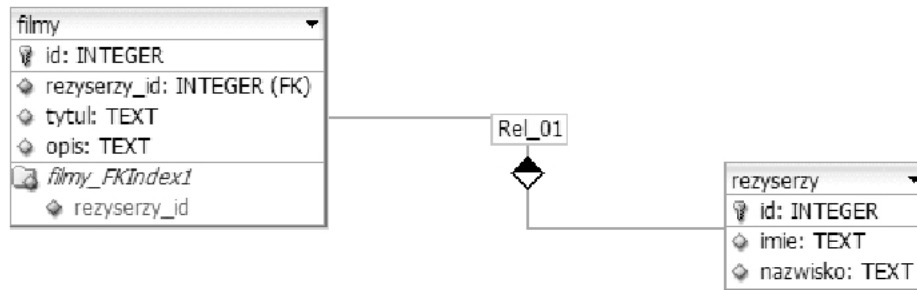 filmy
id: INTEGER
rezyserzy_id: INTEGER (FK)
tytul: TEXT
opis: TEXT
filmy_FKIndex1
rezyserzy_id
Rel_01
rezyserzy
id: INTEGER
imie: TEXT
nazwisko: TEXT